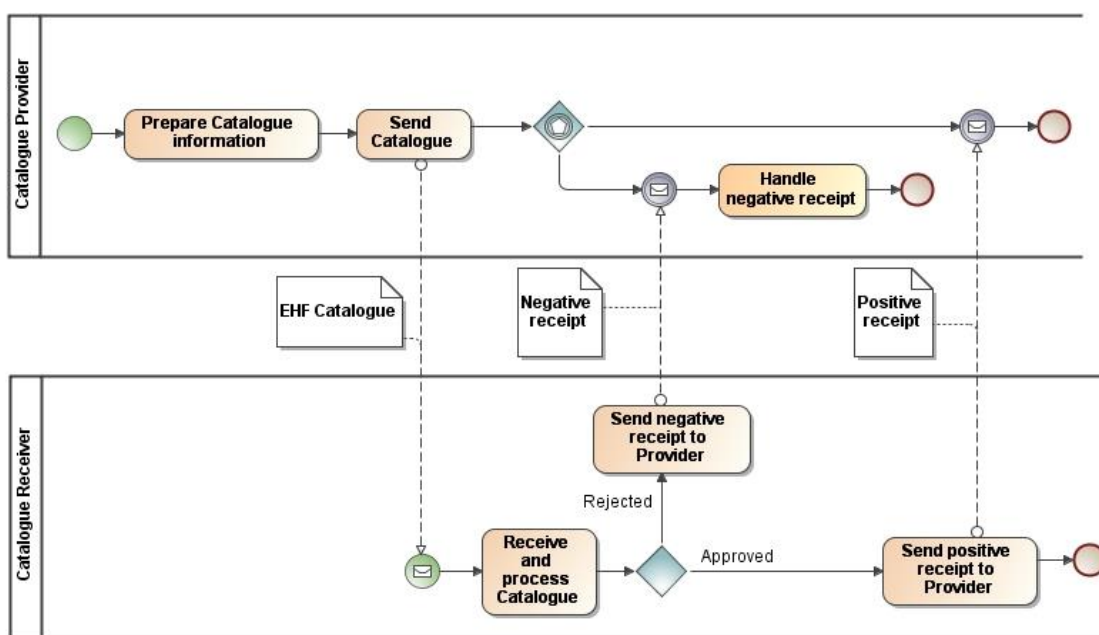 Catalogue Provider
Prepare Catalogue
information
Send
Catalogue
Handle
negative receipt
EHF Catalogue
Negative
receipt
Positive
receipt
Catalogue Receiver
Send negative
receipt to
Provider
Rejected
Receive
and
process
Catalogue
Approved
Send positive
receipt to
Provider